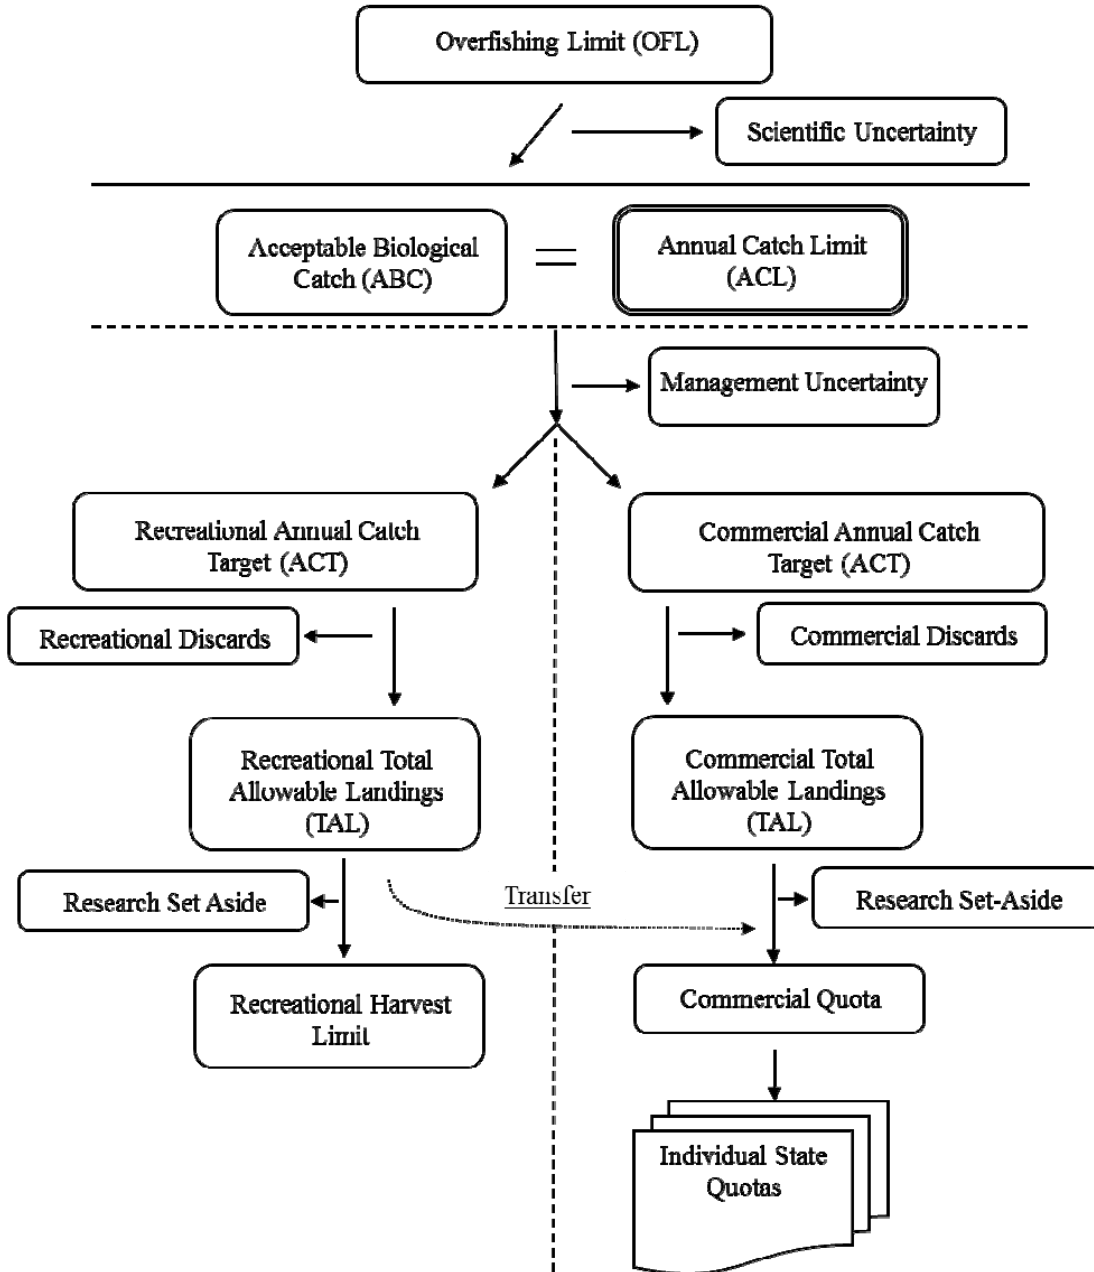 Overfishing Limit (OFL)
Scientific Uncertainty
Acceptable Biological
Catch (ABC)
Annual Catch Limit
(ACL)
Management Uncertainty
Recreational Annual Catch
Target (ACT)
Commercial Annual Catch
Target (ACT)
Recreational Discards
Commercial Discards
Recreational Total
Allowable Landings
(TAL)
Commercial Total
Allowable Landings
(TAL)
Research Set Aside
Transfer
Research Set-Aside
Recreational Harvest
Limit
Commercial Quota
Individual State
Quotas